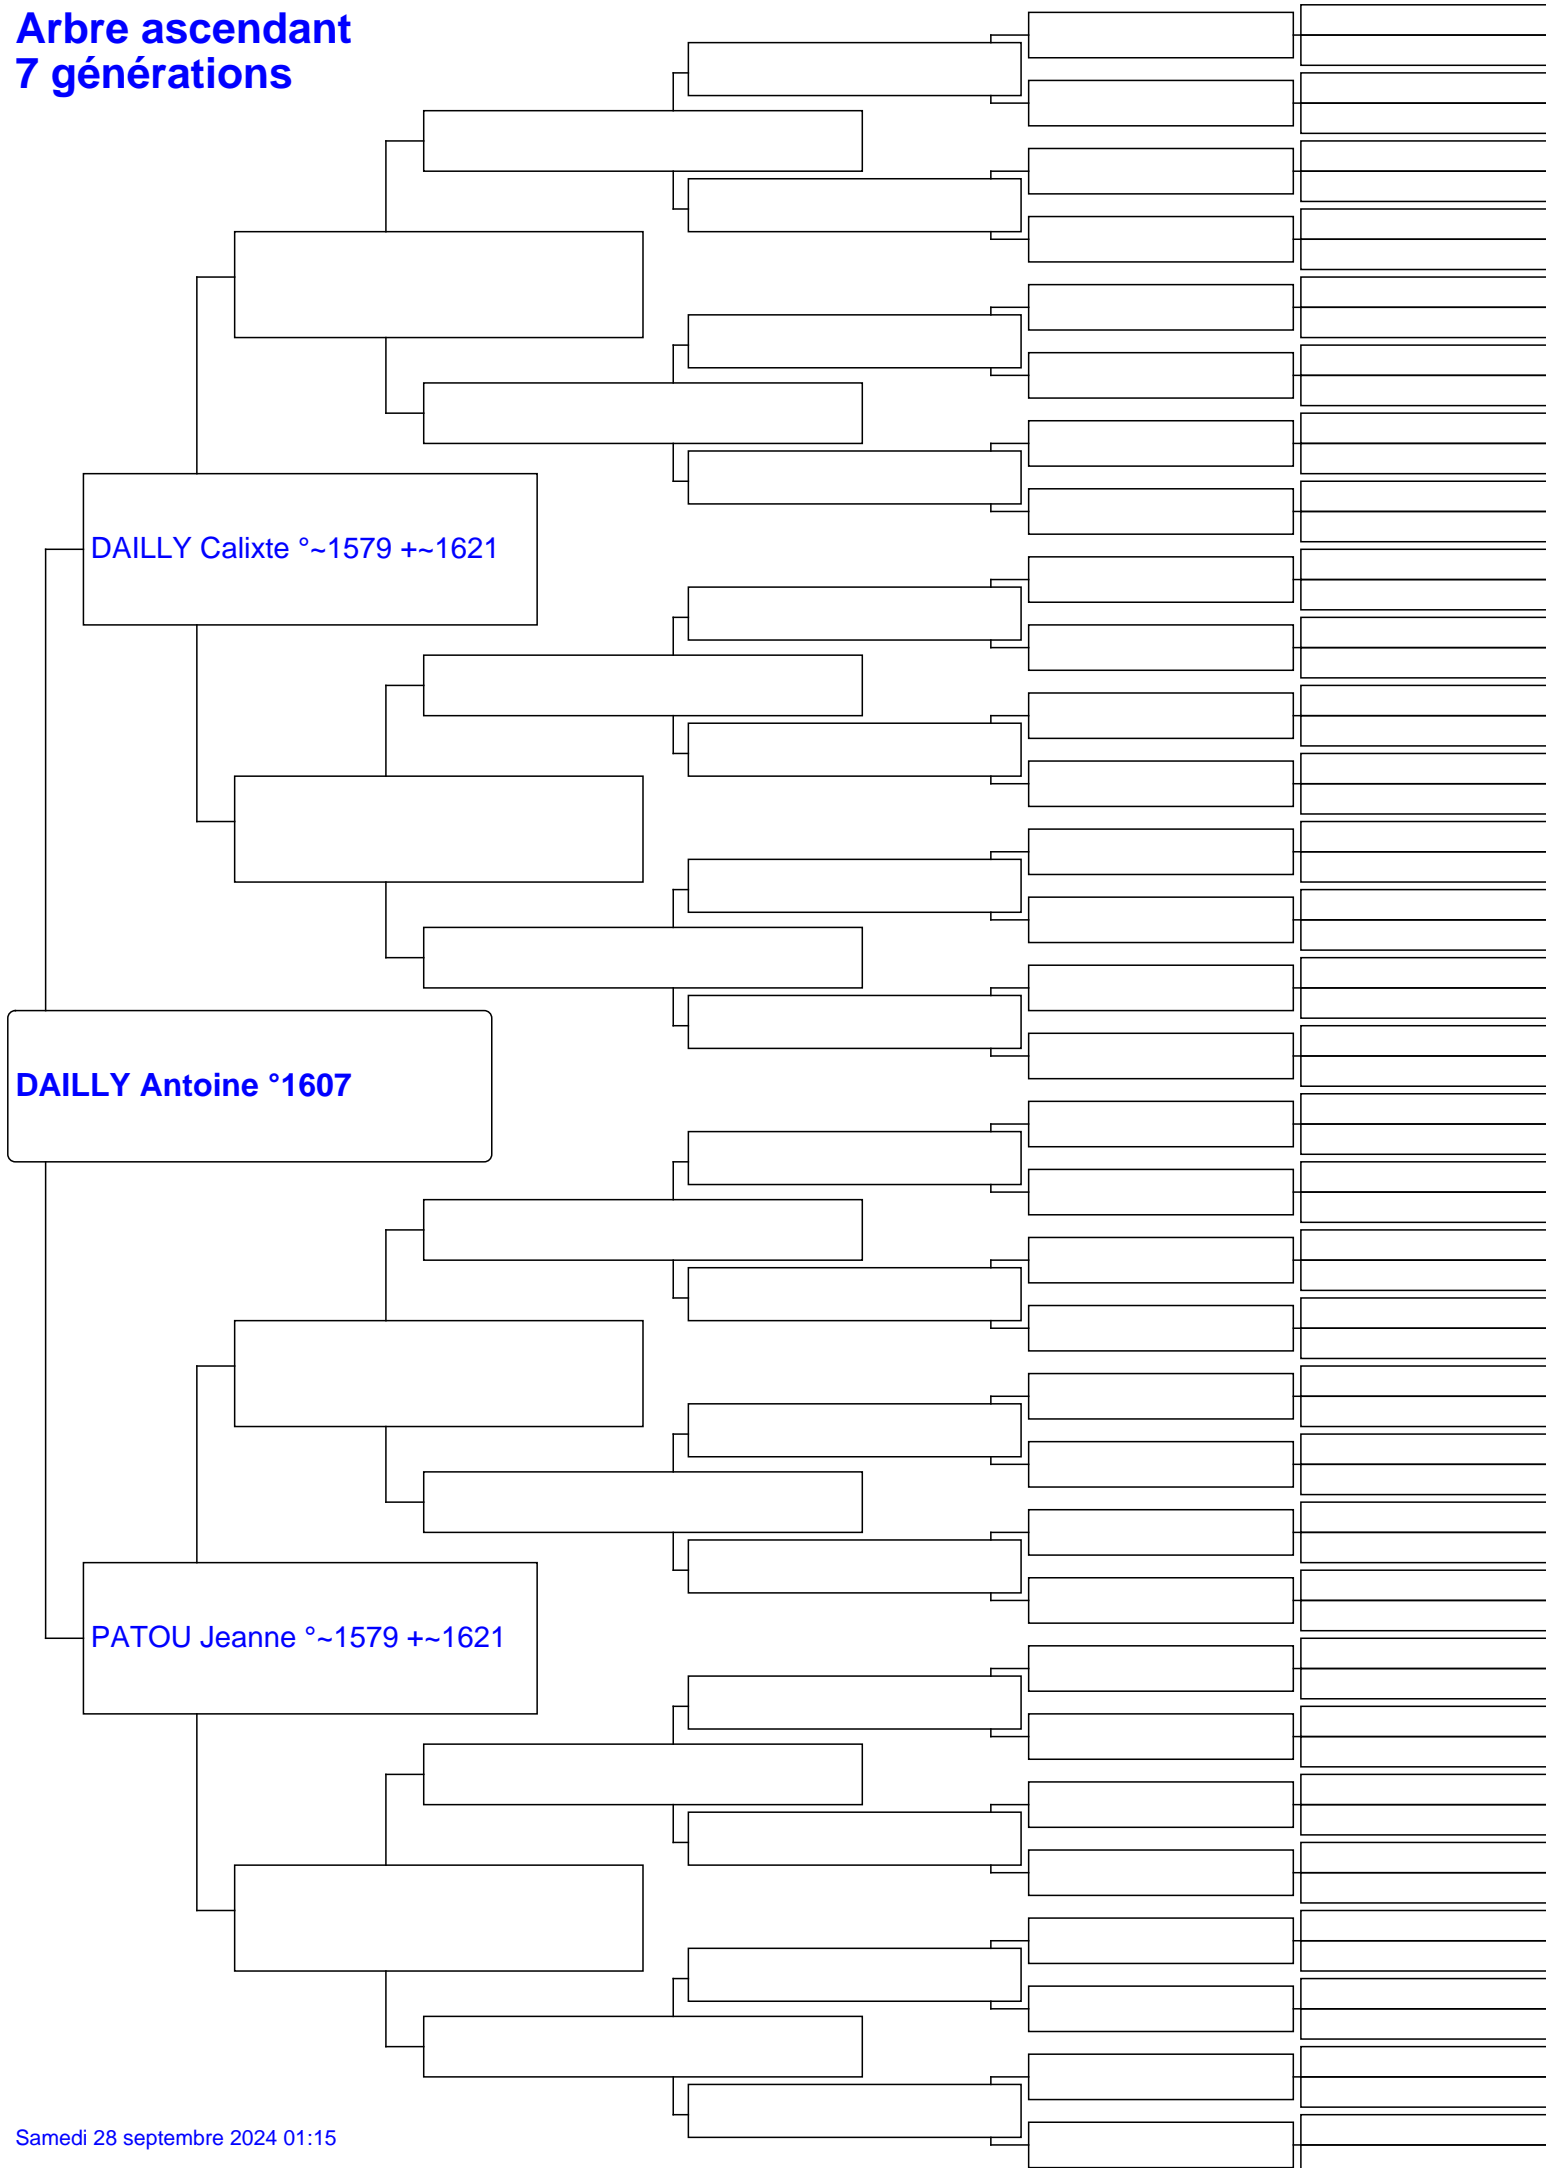 Arbre ascendant
7 générations
DAILLY Calixte °~1579 +~1621
DAILLY Antoine °1607
PATOU Jeanne °~1579 +~1621
Samedi 28 septembre 2024 01:15